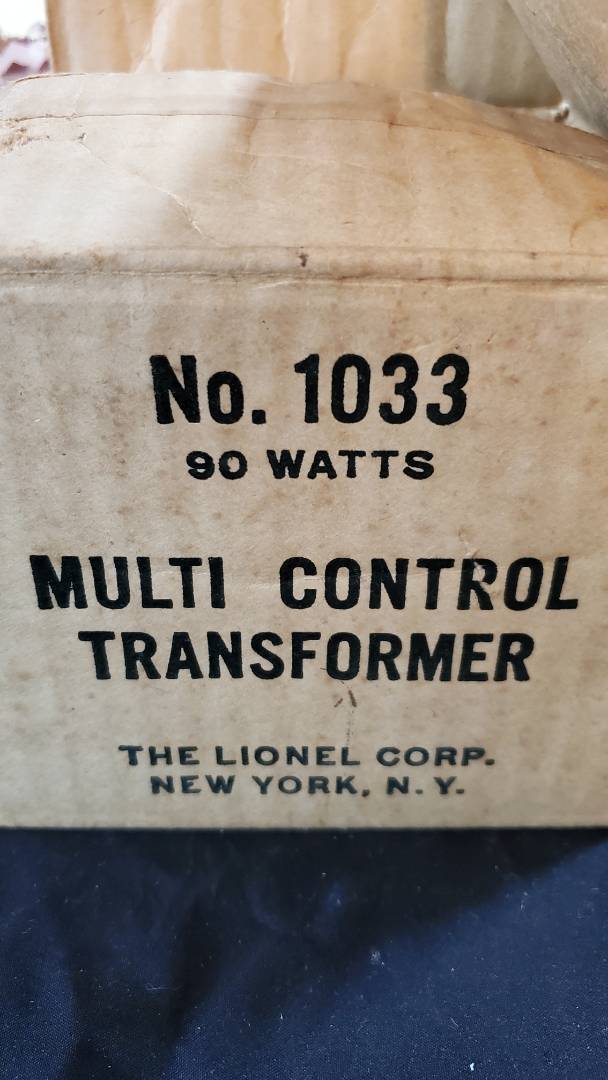 No. 1033
90 WATTS
MULTI CONTROL
TRANSFORMER
THE LIONEL CORP.
NEW YORK, N. Y.